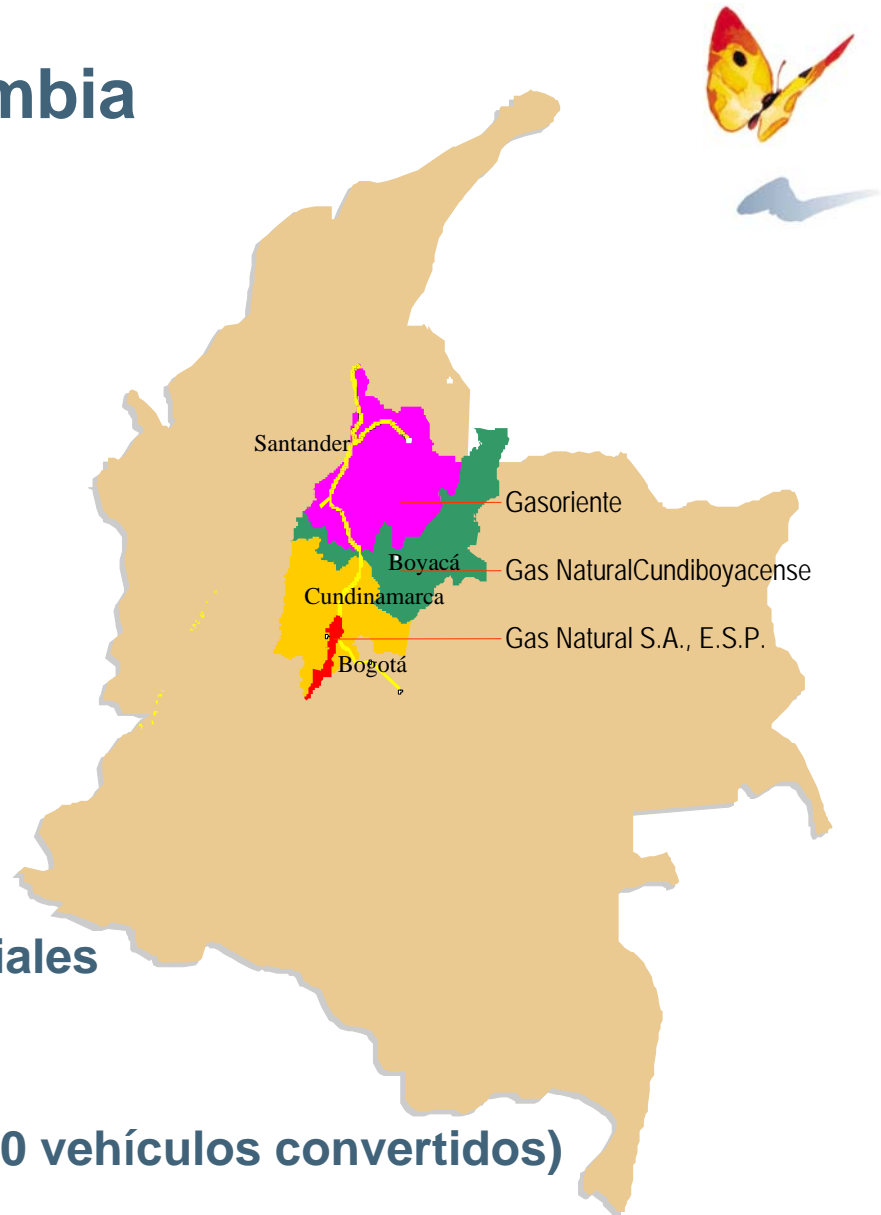 mbia
Santander
Gasoriente
Boyacá
Gas NaturalCundiboyacense
Cundinamarca
Gas Natural S.A., E.S.P.
Bogotá
iales
0 vehículos convertidos)